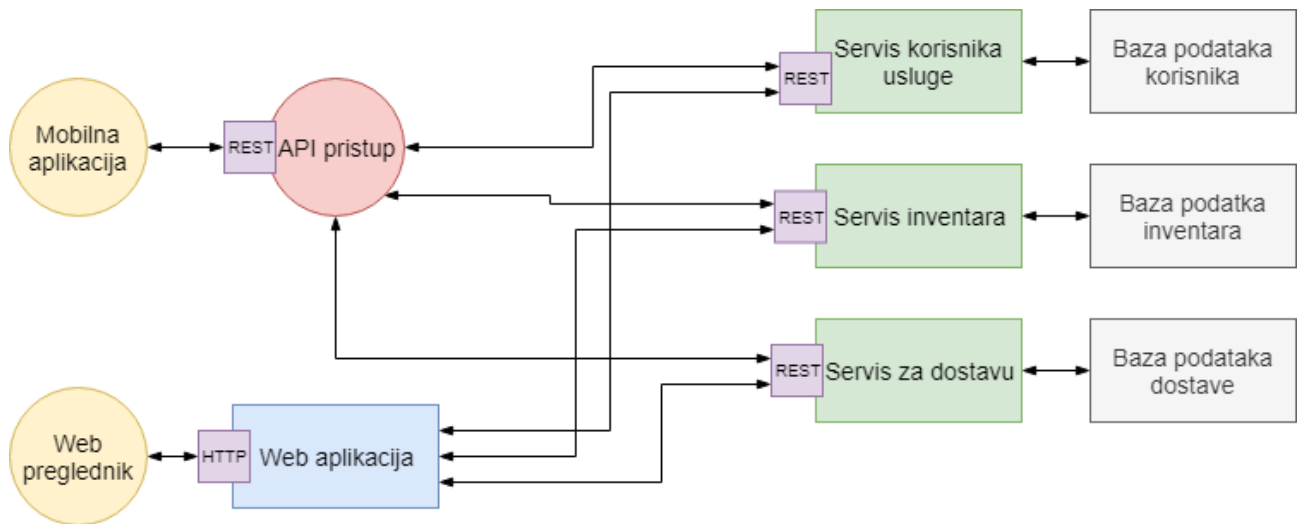 Mobilna
aplikacija
REST
API pristup
REST
Servis korisnika
usluge
Baza podataka
korisnika
REST
Servis inventara
Baza podatka
inventara
REST
Servis za dostavu
Baza podataka
dostave
Web
preglednik
HTTP
Web aplikacija